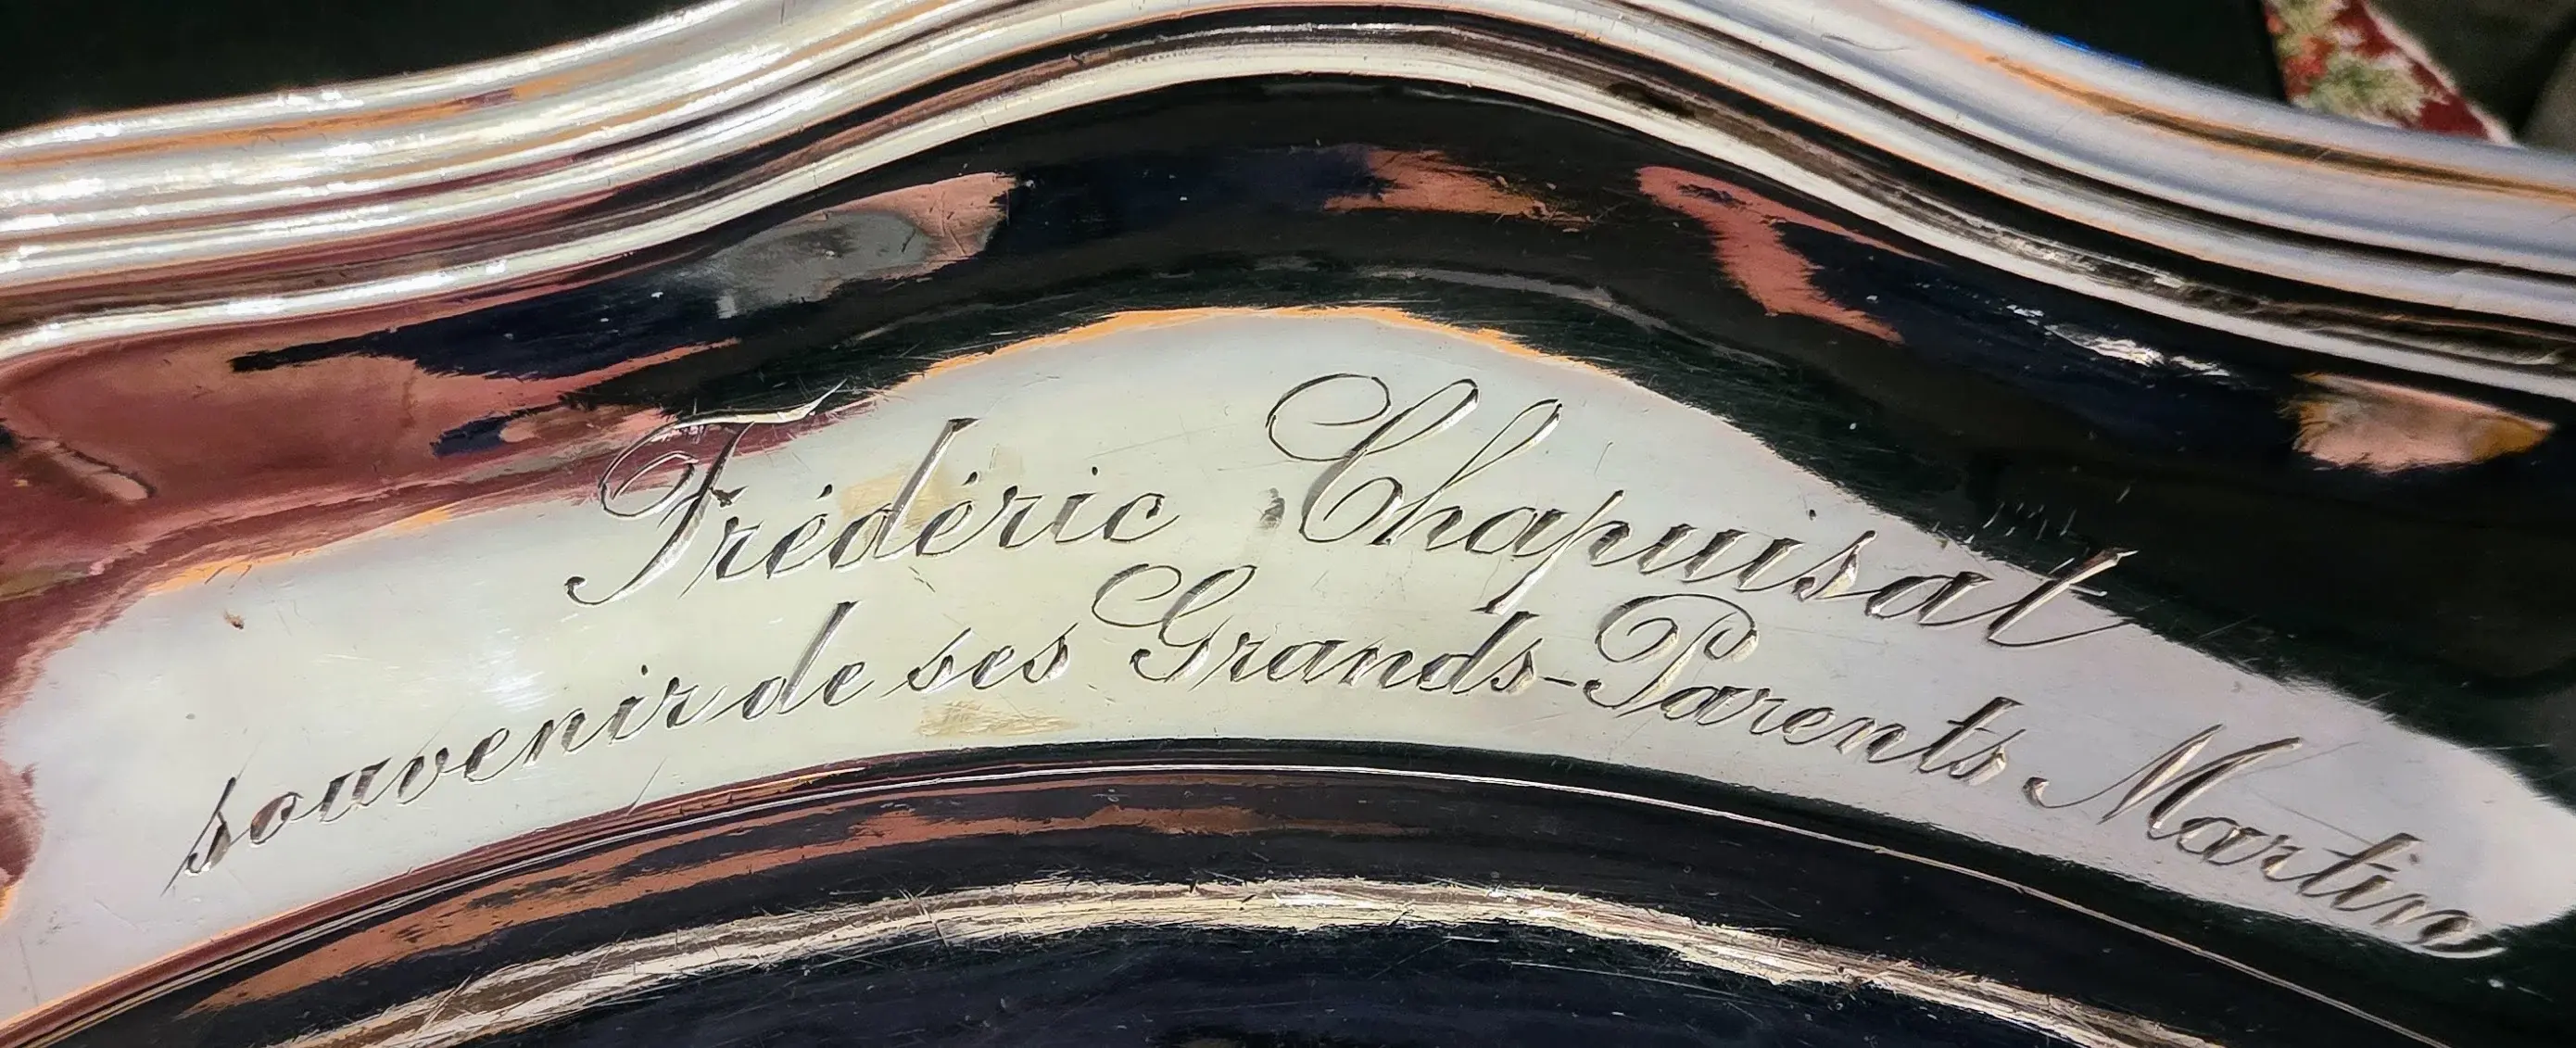 Frédéric Chapuisat
souvenir de ses Grands-Parents Martin